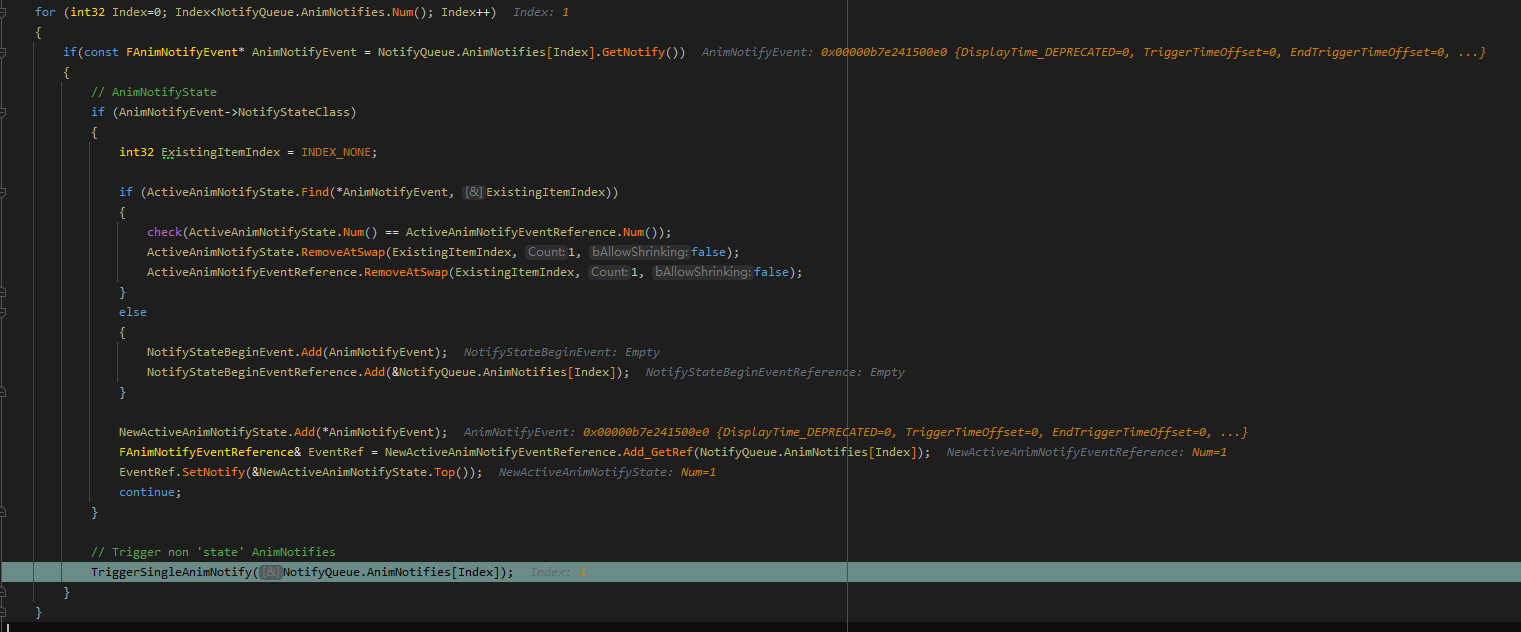 for (int32 Index=0; Index<NotifyQueue.AnimNotifies.Num(); Index++)  Index: 1
{
if(const FAnimNotifyEvent* AnimNotifyEvent = NotifyQueue.AnimNotifies[Index].GetNotify())  AnimNotifyEvent: 0x00000b7e241500e0 {DisplayTime_DEPRECATED=0, TriggerTimeOffset=0, EndTriggerTimeOffset=0, ...}
{
// AnimNotifyState
if (AnimNotifyEvent->NotifyStateClass)
{
int32 ExistingItemIndex = INDEX_NONE;
if (ActiveAnimNotifyState.Find(*AnimNotifyEvent, [&]ExistingItemIndex))
{
check(ActiveAnimNotifyState.Num() == ActiveAnimNotifyEventReference.Num());
ActiveAnimNotifyState.RemoveAtSwap(ExistingItemIndex, Count: 1, bAllowShrinking: false);
ActiveAnimNotifyEventReference.RemoveAtSwap(ExistingItemIndex, Count: 1, bAllowShrinking: false);
}
else
{
NotifyStateBeginEvent.Add(AnimNotifyEvent);  NotifyStateBeginEvent: Empty
NotifyStateBeginEventReference.Add(&NotifyQueue.AnimNotifies[Index]);  NotifyStateBeginEventReference: Empty
}
NewActiveAnimNotifyState.Add(*AnimNotifyEvent);  AnimNotifyEvent: 0x00000b7e241500e0 {DisplayTime_DEPRECATED=0, TriggerTimeOffset=0, EndTriggerTimeOffset=0, ...}
FAnimNotifyEventReference& EventRef = NewActiveAnimNotifyEventReference.Add_GetRef(NotifyQueue.AnimNotifies[Index]);  NewActiveAnimNotifyEventReference: Num=1
EventRef.SetNotify(&NewActiveAnimNotifyState.Top());  NewActiveAnimNotifyState: Num=1
continue;
}
// Trigger non 'state' AnimNotifies
TriggerSingleAnimNotify([&]NotifyQueue.AnimNotifies[Index]);  Index: 1
}
}